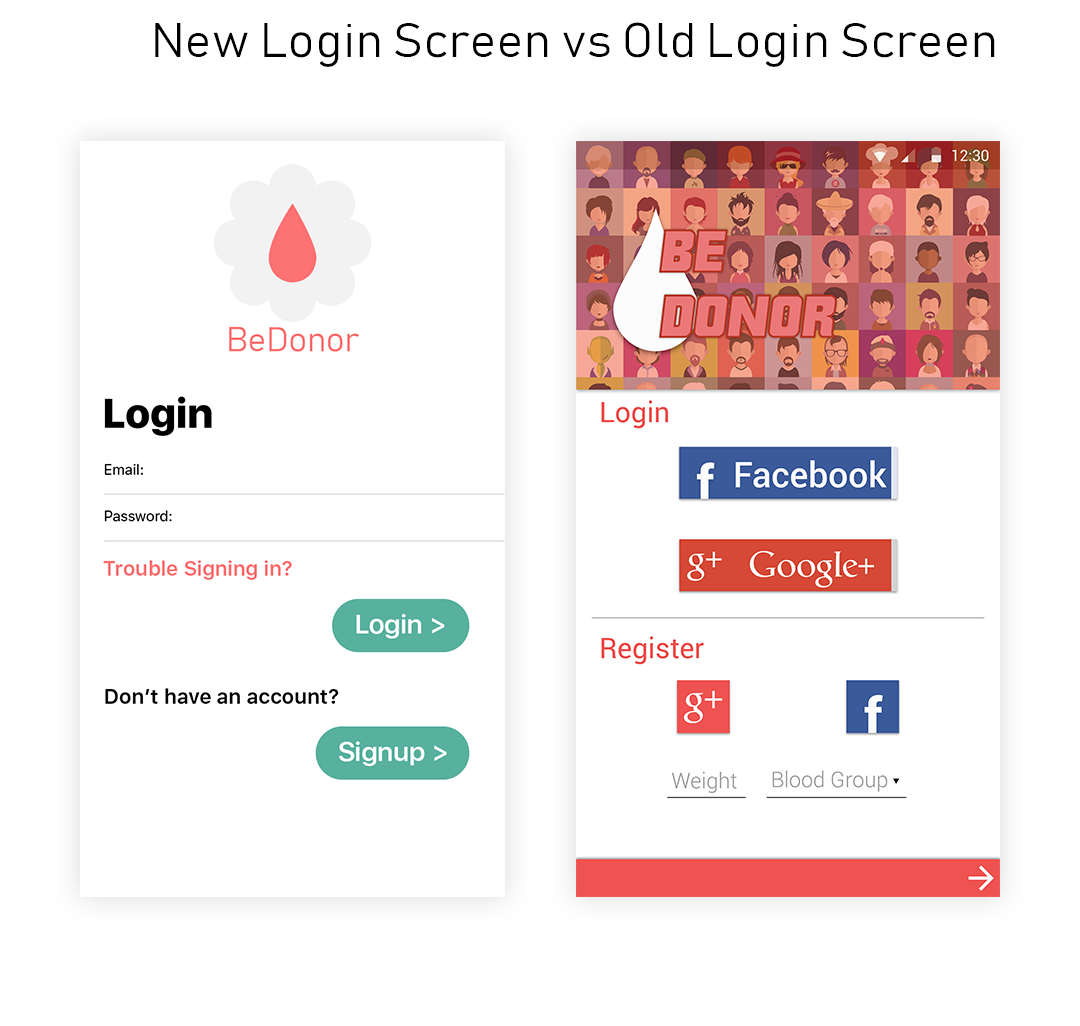 New Login Screen vs Old Login Screen
BeDonor
Login
Email:
Password:
Trouble Signing in?
Login >
Don't have an account?
Signup >
12:30
BE
DONOR
Login
f Facebook
g+ Google+
Register
g+ f
Weight Blood Group